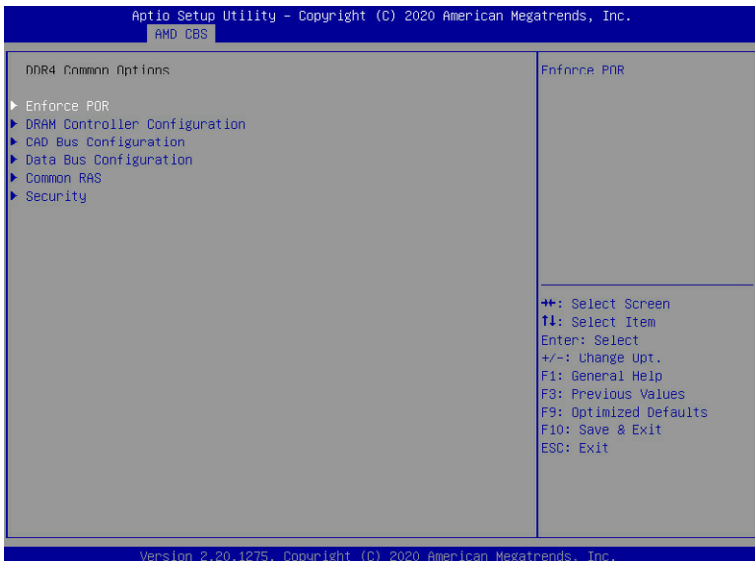 Aptio Setup Utility – Copyright (C) 2020 American Megatrends, Inc.
AMD CBS
DDR4 Common Options
Enforce POR
DRAM Controller Configuration
CAD Bus Configuration
Data Bus Configuration
Common RAS
Security
Enforce POR
→←: Select Screen
↑↓: Select Item
Enter: Select
+/-: Change Opt.
F1: General Help
F3: Previous Values
F9: Optimized Defaults
F10: Save & Exit
ESC: Exit
Version 2.20.1275. Copyright (C) 2020 American Megatrends, Inc.